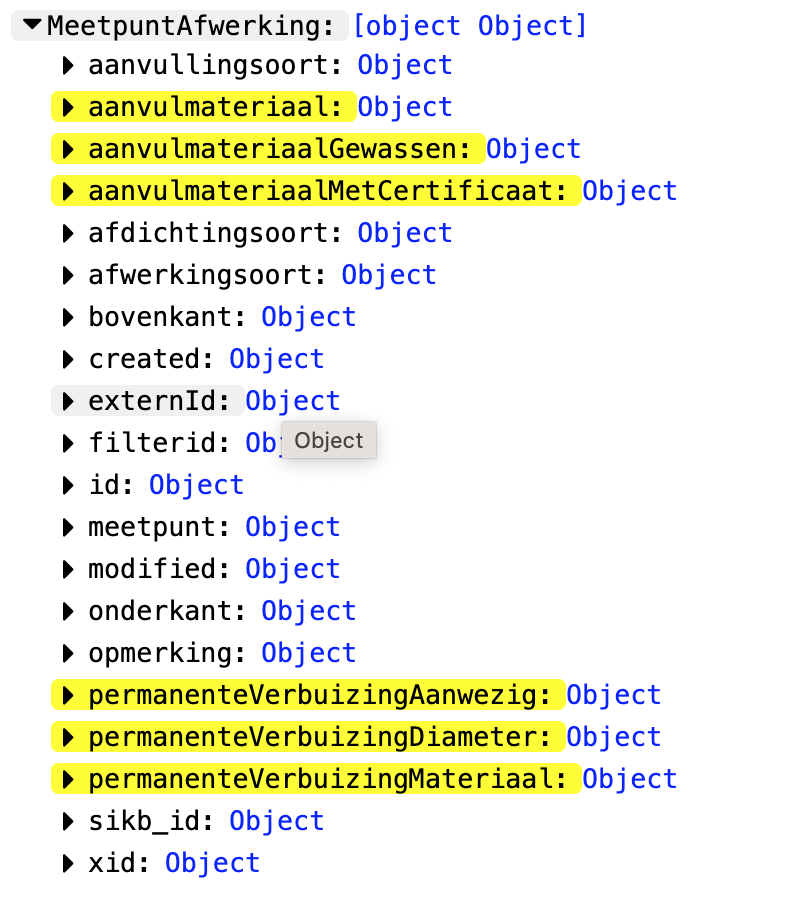 MeetpuntAfwerking: [object Object]
aanvullingsoort: Object
aanvulmateriaal: Object
aanvulmateriaalGewassen: Object
aanvulmateriaalMetCertificaat: Object
afdichtingsoort: Object
afwerkingsoort: Object
bovenkant: Object
created: Object
externId: Object
filterid: Obj
Object
id: Object
meetpunt: Object
modified: Object
onderkant: Object
opmerking: Object
permanenteVerbuizingAanwezig: Object
permanenteVerbuizingDiameter: Object
permanenteVerbuizingMateriaal: Object
sikb_id: Object
xid: Object